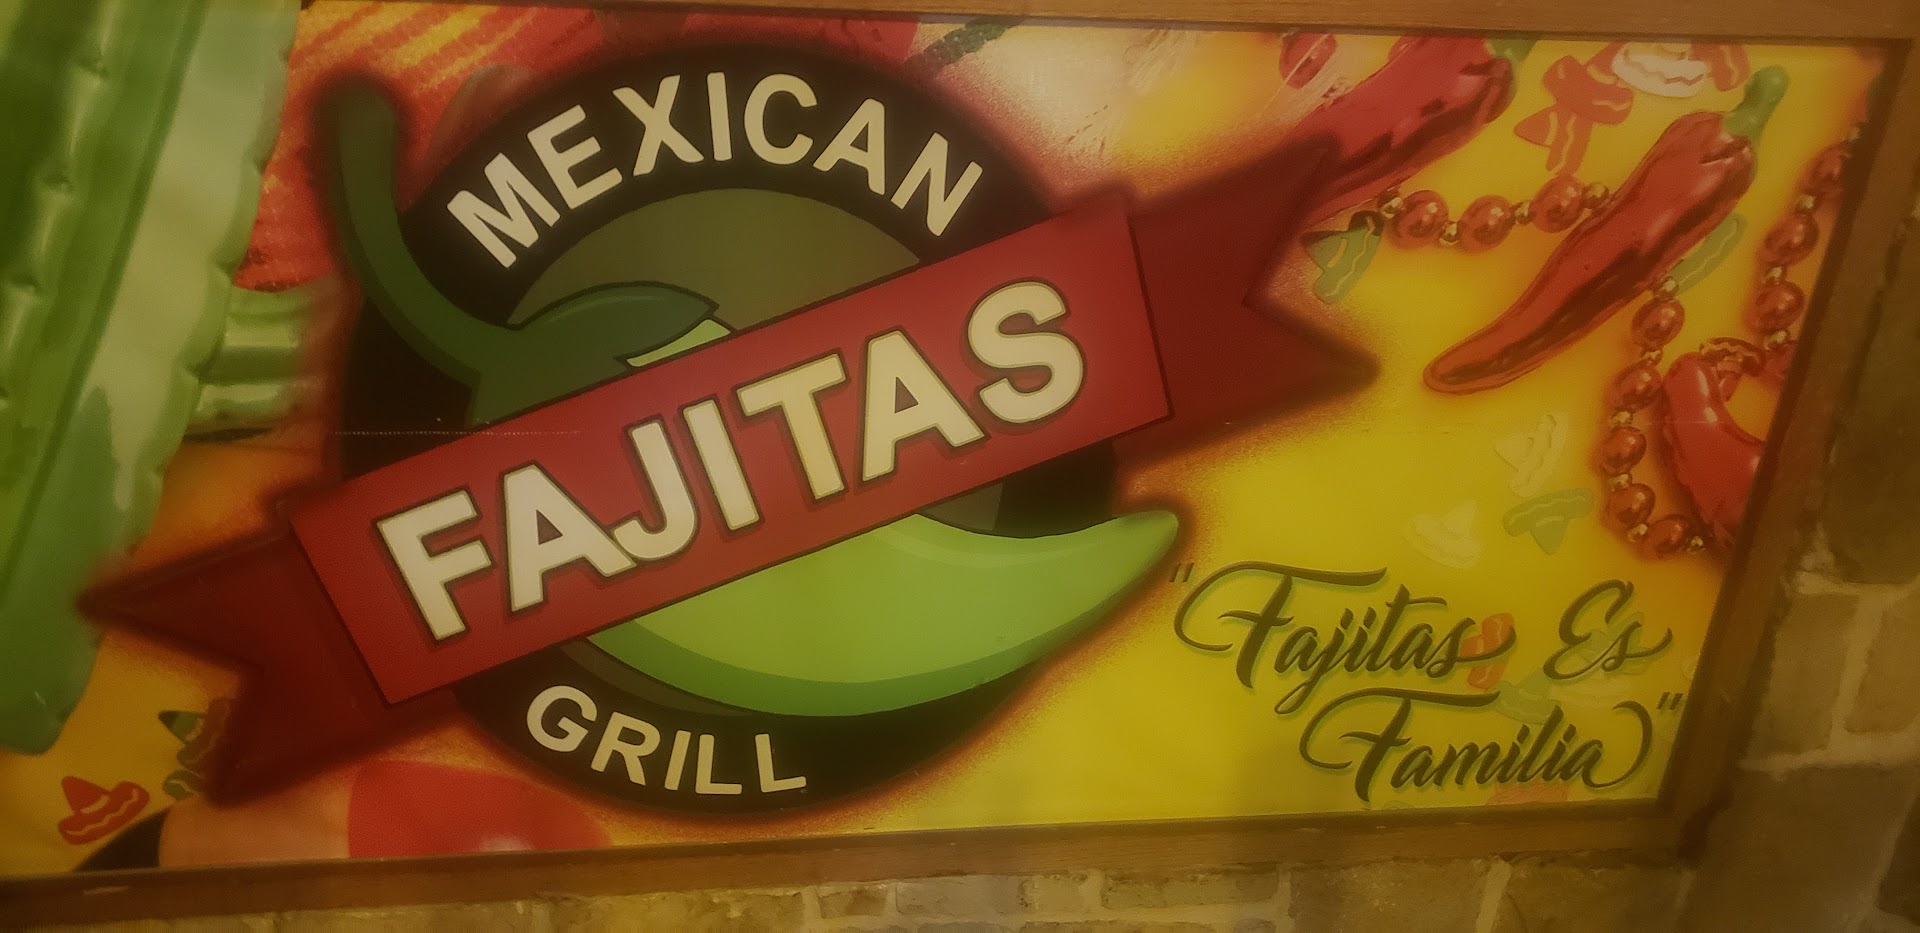 MEXICAN
FAJITAS
GRILL
"Fajitas Es
Familia"